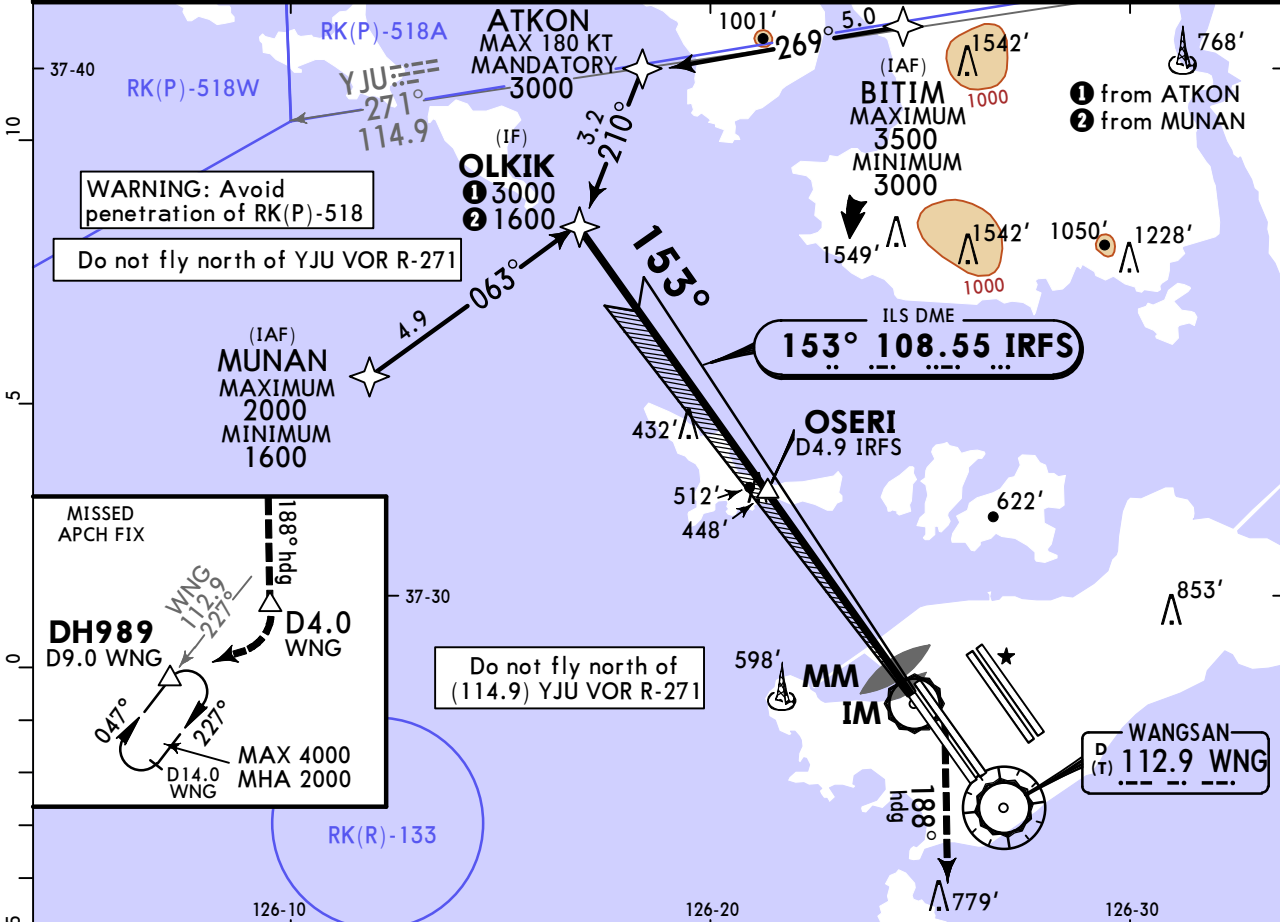 RK(P)-518A
ATKON
MAX 180 KT
MANDATORY
3000
1001'
5.0
269°
1542'
1000
768'
37-40
RK(P)-518W
YJU
271°
114.9
(IAF)
BITIM
MAXIMUM
3500
MINIMUM
3000
❶ from ATKON
❷ from MUNAN
10
(IF)
OLKIK
❶ 3000
❷ 1600
3.2
210°
WARNING: Avoid
penetration of RK(P)-518
Do not fly north of YJU VOR R-271
153°
1549'
1542'
1000
1050'
1228'
063°
4.9
(IAF)
MUNAN
MAXIMUM
2000
MINIMUM
1600
ILS DME
153° 108.55 IRFS
5
432'
OSERI
D4.9 IRFS
512'
448'
622'
MISSED
APCH FIX
188° hdg
WNG
112.9
227°
D4.0
WNG
DH989
D9.0 WNG
047°
227°
MAX 4000
MHA 2000
D14.0
WNG
37-30
853'
0
Do not fly north of
(114.9) YJU VOR R-271
598'
MM
IM
WANGSAN
D
(T) 112.9 WNG
188°
hdg
RK(R)-133
779'
5
126-10
126-20
126-30